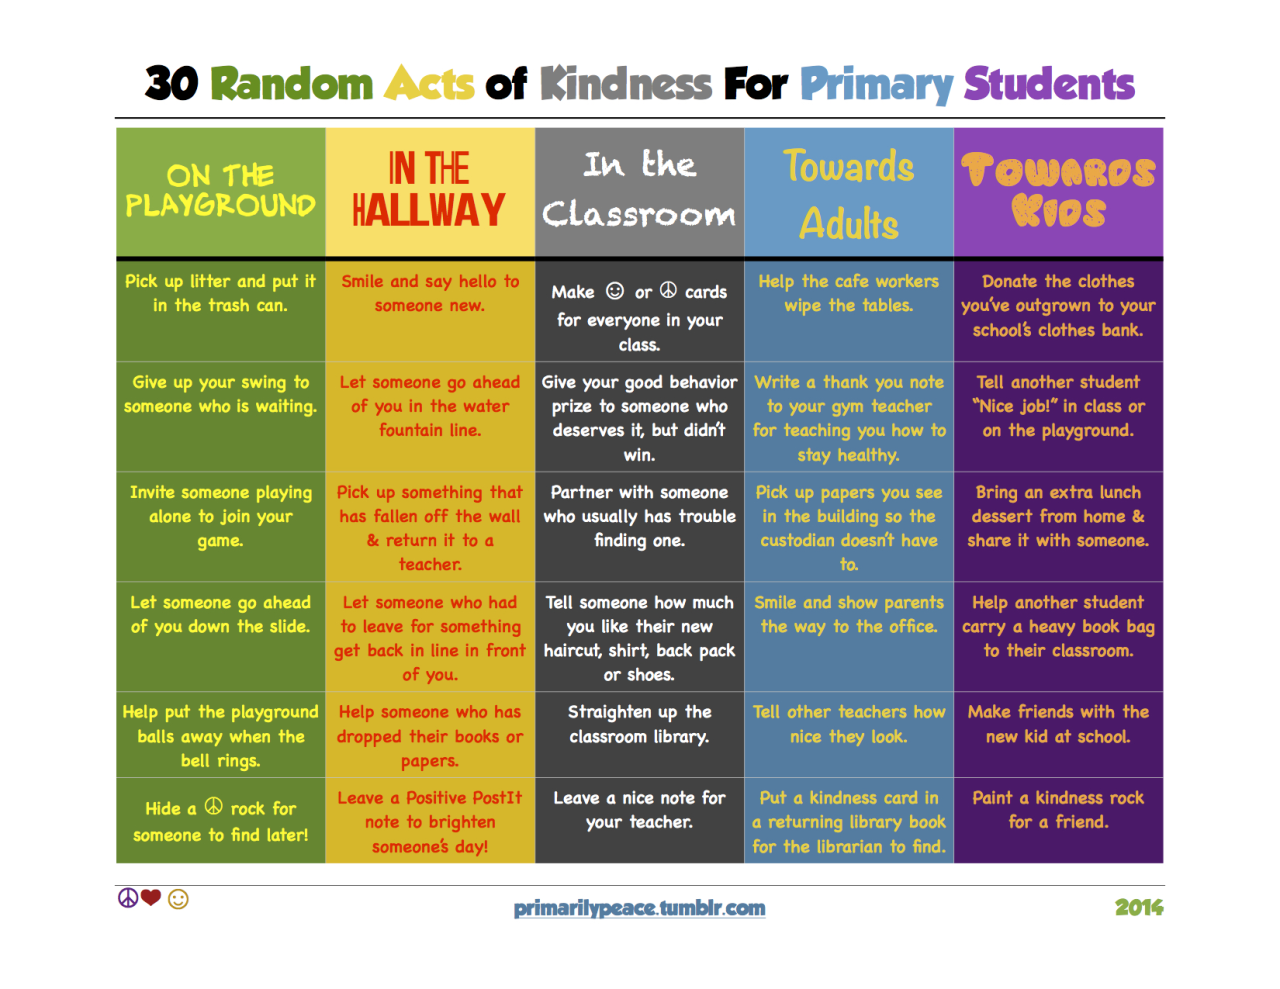 30 Random Acts of Kindness For Primary Students
ON THE
PLAYGROUND
IN THE
HALLWAY
In the
Classroom
Towards
Adults
Towards
Kids
Pick up litter and put it
in the trash can.
Smile and say hello to
someone new.
Make ☺ or ☮ cards
for everyone in your
class.
Help the cafe workers
wipe the tables.
Donate the clothes
you've outgrown to your
school's clothes bank.
Give up your swing to
someone who is waiting.
Let someone go ahead
of you in the water
fountain line.
Give your good behavior
prize to someone who
deserves it, but didn't
win.
Write a thank you note
to your gym teacher
for teaching you how to
stay healthy.
Tell another student
“Nice job!” in class or
on the playground.
Invite someone playing
alone to join your
game.
Pick up something that
has fallen off the wall
& return it to a
teacher.
Partner with someone
who usually has trouble
finding one.
Pick up papers you see
in the building so the
custodian doesn't have
to.
Bring an extra lunch
dessert from home &
share it with someone.
Let someone go ahead
of you down the slide.
Let someone who had
to leave for something
get back in line in front
of you.
Tell someone how much
you like their new
haircut, shirt, back pack
or shoes.
Smile and show parents
the way to the office.
Help another student
carry a heavy book bag
to their classroom.
Help put the playground
balls away when the
bell rings.
Help someone who has
dropped their books or
papers.
Straighten up the
classroom library.
Tell other teachers how
nice they look.
Make friends with the
new kid at school.
Hide a ☮ rock for
someone to find later!
Leave a Positive PostIt
note to brighten
someone's day!
Leave a nice note for
your teacher.
Put a kindness card in
a returning library book
for the librarian to find.
Paint a kindness rock
for a friend.
☮♥☺
primarilypeace.tumblr.com
2014